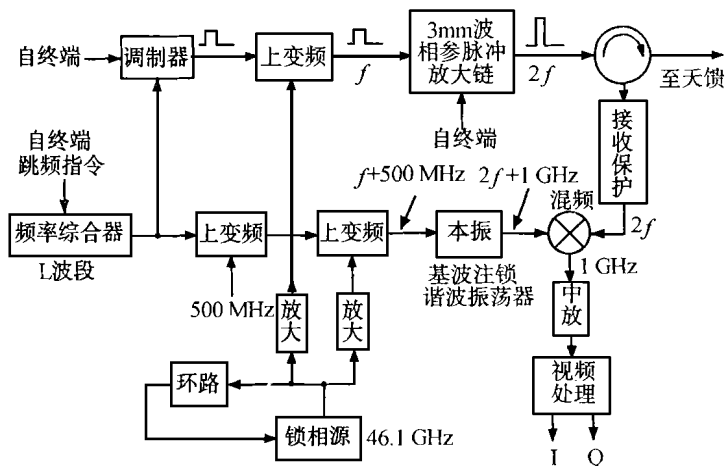 自终端
调制器
上变频
f
3mm波
相参脉冲
放大链
2f
至天馈
自终端
自终端
跳频指令
接收保护
f+500 MHz
2f+1 GHz
混频
2f
频率综合器
L波段
上变频
上变频
本振
基波注锁
谐波振荡器
1 GHz
500 MHz
放大
放大
中放
环路
视频
处理
锁相源
46.1 GHz
I
Q